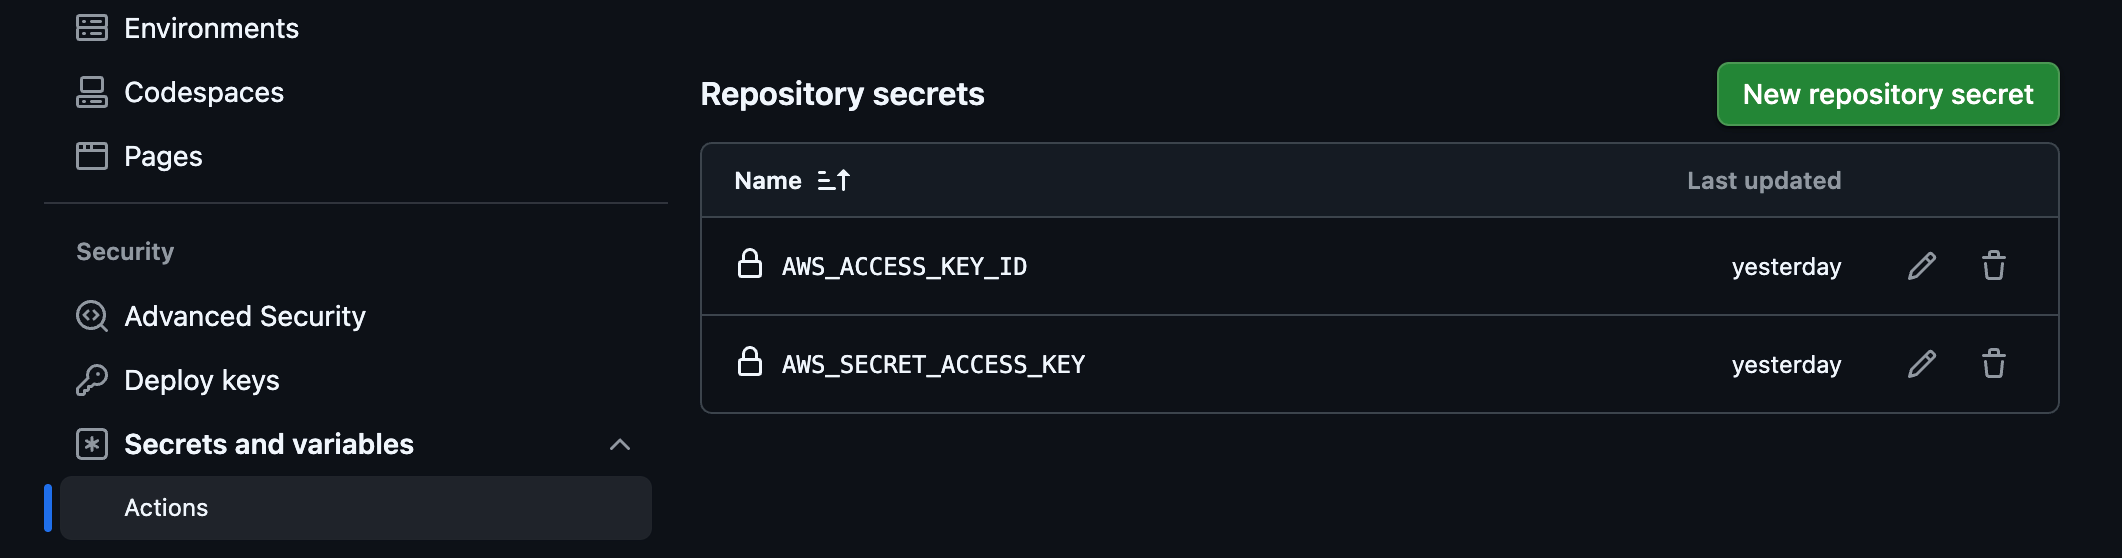 Environments
Codespaces
Pages
Security
Advanced Security
Deploy keys
Secrets and variables
Actions
Repository secrets
New repository secret
Name Last updated
AWS_ACCESS_KEY_ID yesterday
AWS_SECRET_ACCESS_KEY yesterday